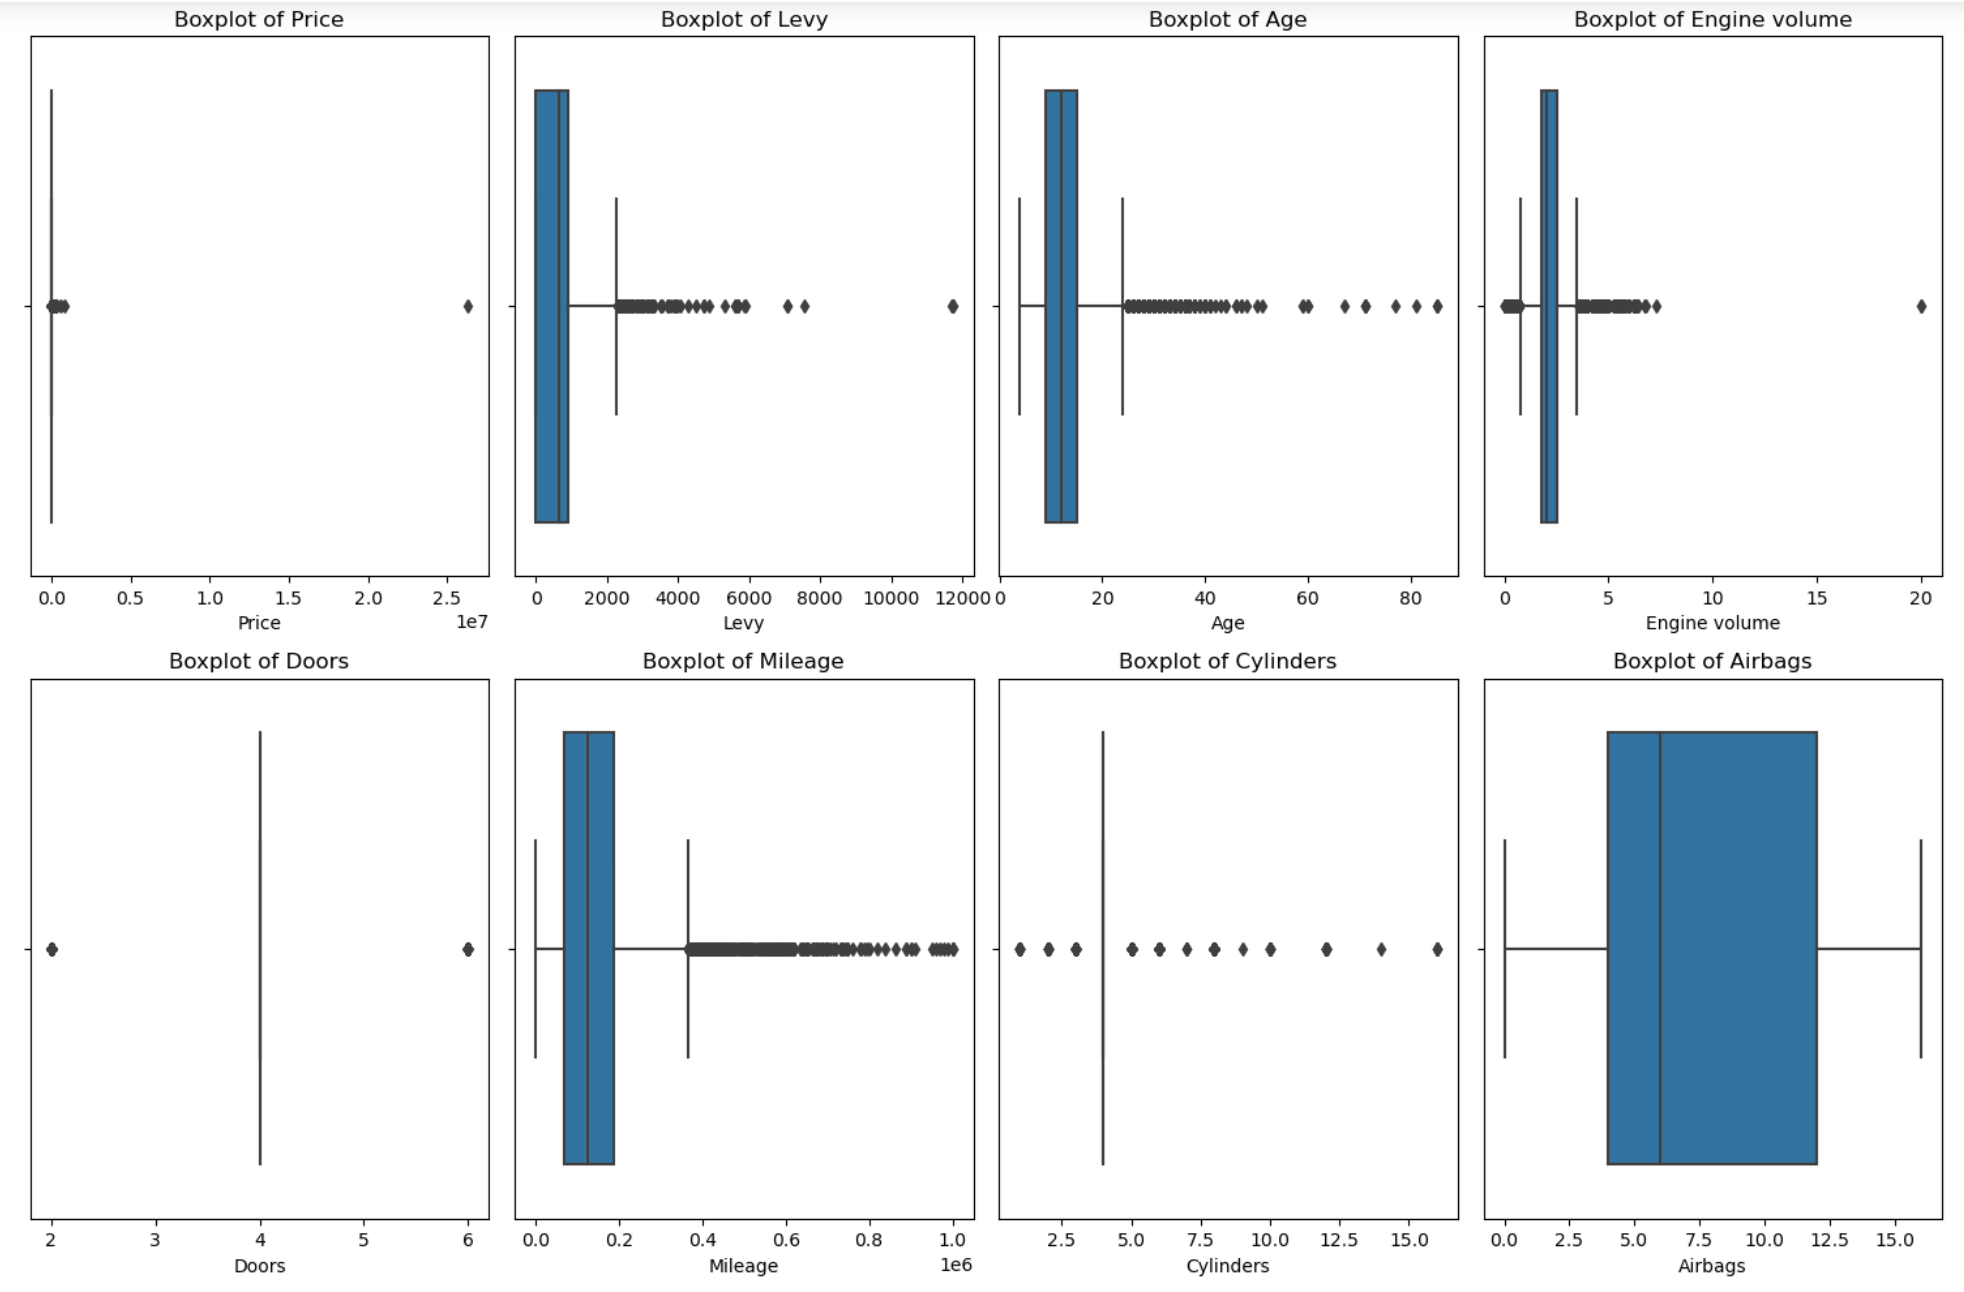 Boxplot of Price
Boxplot of Levy
Boxplot of Age
Boxplot of Engine volume
0.0 0.5 1.0 1.5 2.0 2.5
Price
1e7
0 2000 4000 6000 8000 10000 12000
Levy
0 20 40 60 80
Age
0 5 10 15 20
Engine volume
Boxplot of Doors
Boxplot of Mileage
Boxplot of Cylinders
Boxplot of Airbags
2 3 4 5 6
Doors
0.0 0.2 0.4 0.6 0.8 1.0
Mileage
1e6
2.5 5.0 7.5 10.0 12.5 15.0
Cylinders
0.0 2.5 5.0 7.5 10.0 12.5 15.0
Airbags